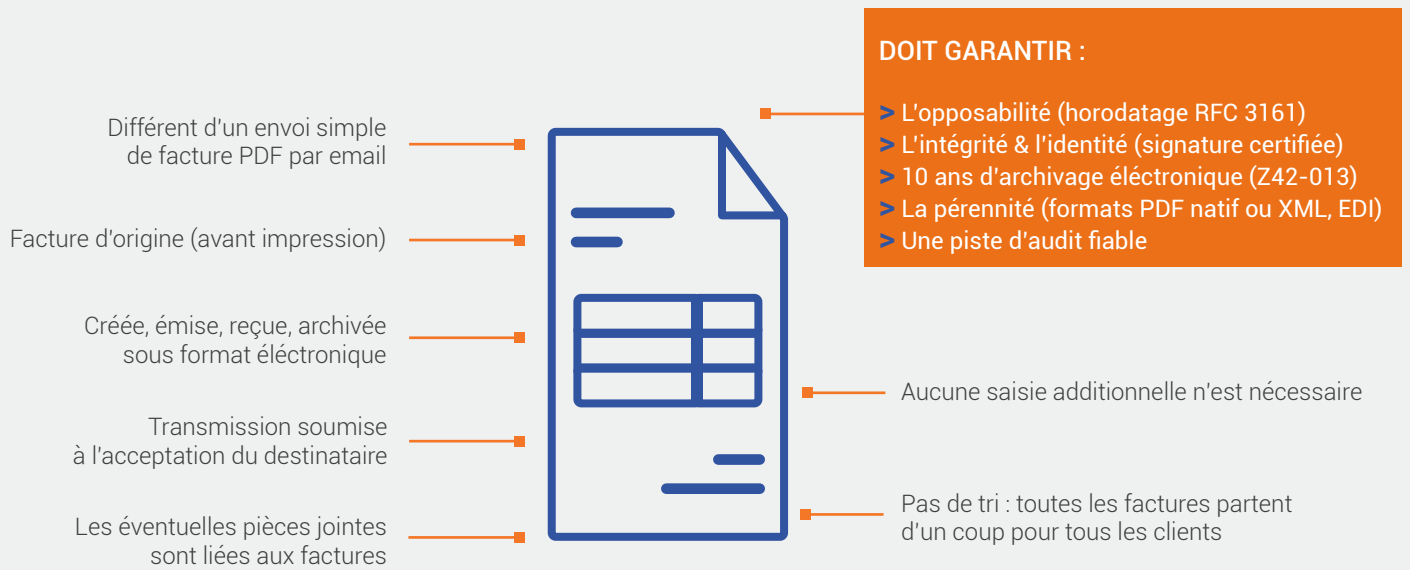 Différent d'un envoi simple
de facture PDF par email
Facture d'origine (avant impression)
Créée, émise, reçue, archivée
sous format éléctronique
Transmission soumise
à l'acceptation du destinataire
Les éventuelles pièces jointes
sont liées aux factures
DOIT GARANTIR :
> L'opposabilité (horodatage RFC 3161)
> L'intégrité & l'identité (signature certifiée)
> 10 ans d'archivage éléctronique (Z42-013)
> La pérennité (formats PDF natif ou XML, EDI)
> Une piste d'audit fiable
Aucune saisie additionnelle n'est nécessaire
Pas de tri : toutes les factures partent
d'un coup pour tous les clients